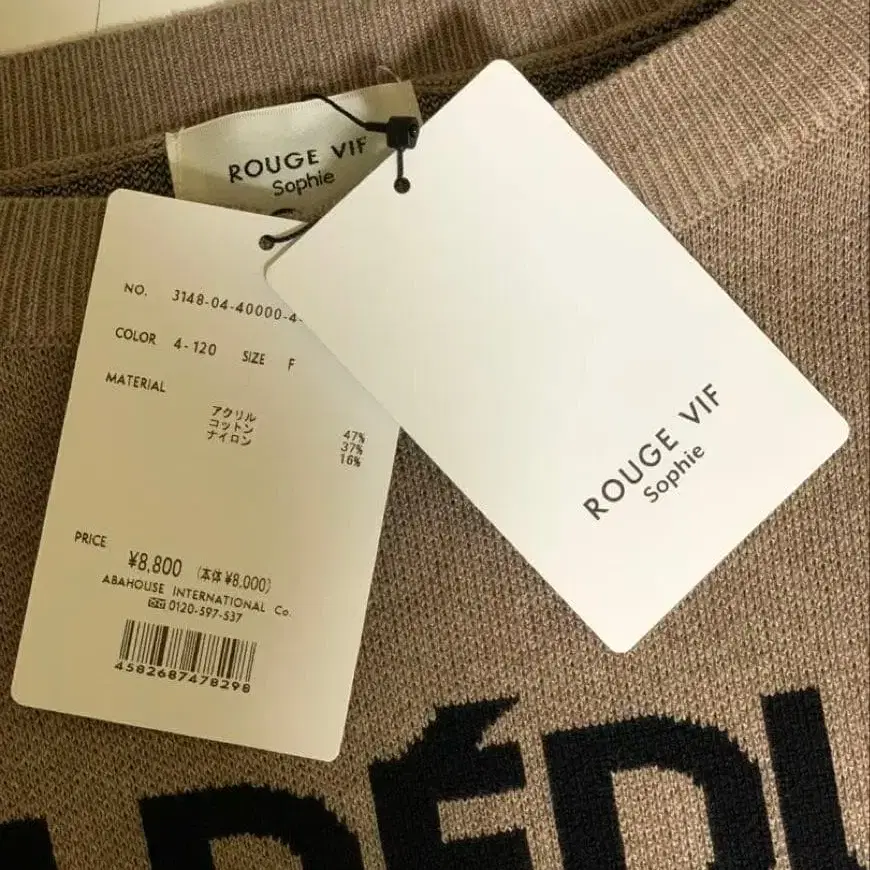 ROUGE VIF
Sophie
NO. 3148-04-40000-4-
COLOR 4-120 SIZE F
MATERIAL
アクリル 47%
コットン 37%
ナイロン 16%
PRICE
¥8,800 (本体¥8,000)
ABAHOUSE INTERNATIONAL Co.
0120-597-537
4582687478298
ROUGE VIF
Sophie